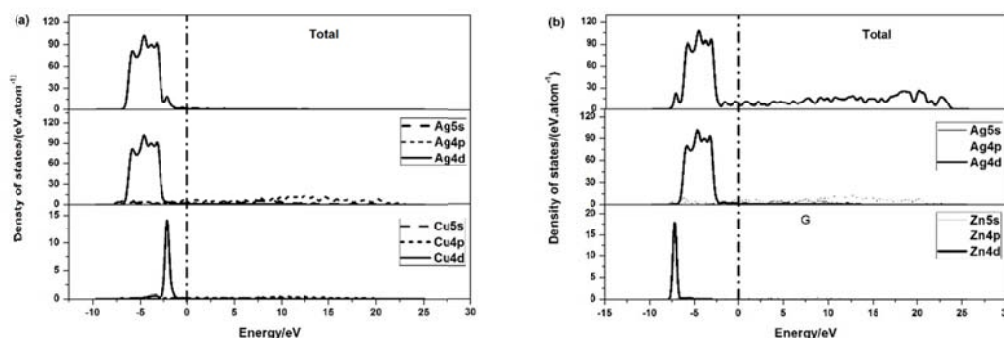 (a)
Total
120
90
60
30
0
Ag5s
Ag4p
Ag4d
120
90
60
30
0
Cu5s
Cu4p
Cu4d
15
10
5
0
-10 -5 0 5 10 15 20 25 30
Energy/eV
Density of states/(eV.atom⁻¹)
(b)
Total
120
90
60
30
0
Ag5s
Ag4p
Ag4d
120
90
60
30
0
G
Zn5s
Zn4p
Zn4d
20
15
10
5
0
-15 -10 -5 0 5 10 15 20 25 30
Energy/eV
Density of states/(eV.atom⁻¹)